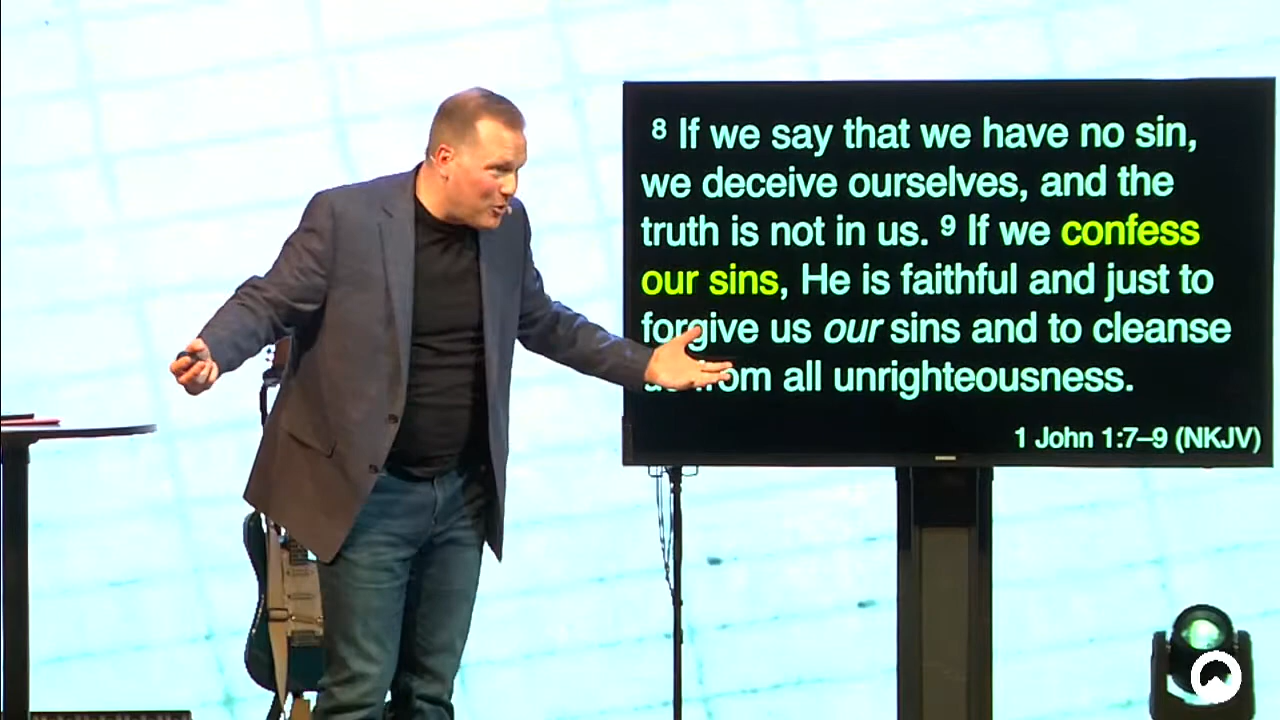 8 If we say that we have no sin,
we deceive ourselves, and the
truth is not in us. 9 If we confess
our sins, He is faithful and just to
forgive us our sins and to cleanse
from all unrighteousness.
1 John 1:7–9 (NKJV)